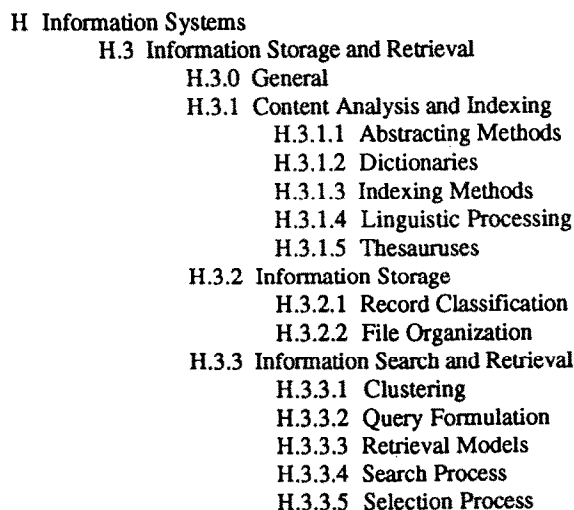 H Information Systems
H.3 Information Storage and Retrieval
H.3.0 General
H.3.1 Content Analysis and Indexing
H.3.1.1 Abstracting Methods
H.3.1.2 Dictionaries
H.3.1.3 Indexing Methods
H.3.1.4 Linguistic Processing
H.3.1.5 Thesauruses
H.3.2 Information Storage
H.3.2.1 Record Classification
H.3.2.2 File Organization
H.3.3 Information Search and Retrieval
H.3.3.1 Clustering
H.3.3.2 Query Formulation
H.3.3.3 Retrieval Models
H.3.3.4 Search Process
H.3.3.5 Selection Process